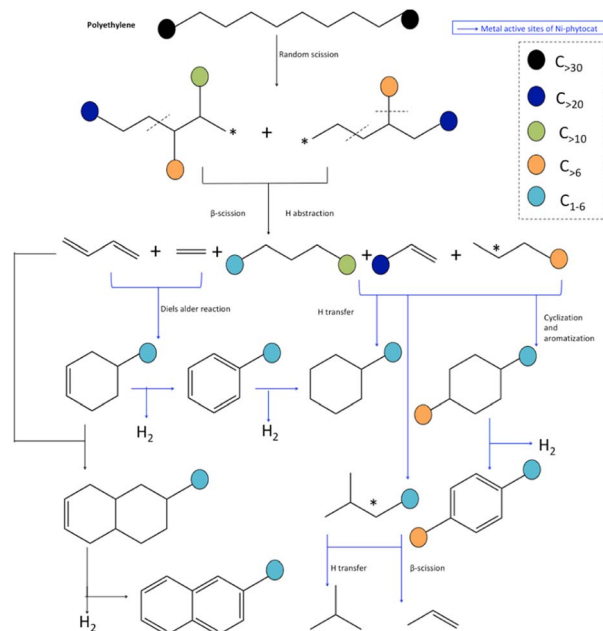 Polyethylene
Metal active sites of Ni-phytocat
Random scission
C>30
C>20
C>10
C>6
C1-6
*
+
*
β-scission
H abstraction
+
+
+
+
*
Diels alder reaction
H transfer
Cyclization
and
aromatization
H2
H2
H2
*
H transfer
β-scission
H2